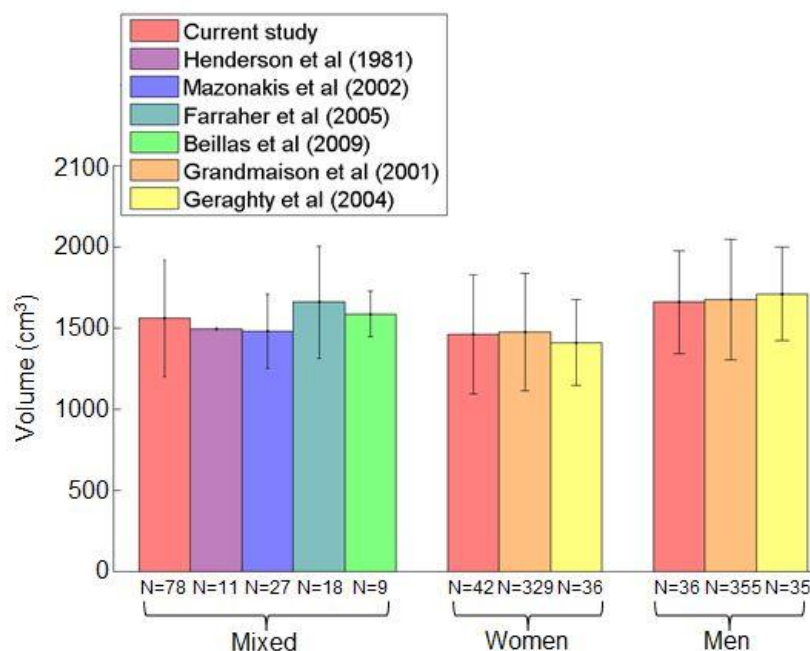 Current study
Henderson et al (1981)
Mazonakis et al (2002)
Farraher et al (2005)
Beillas et al (2009)
Grandmaison et al (2001)
Geraghty et al (2004)
Volume (cm³)
2100
2000
1500
1000
500
0
N=78 N=11 N=27 N=18 N=9 N=42 N=329 N=36 N=36 N=355 N=35
Mixed Women Men